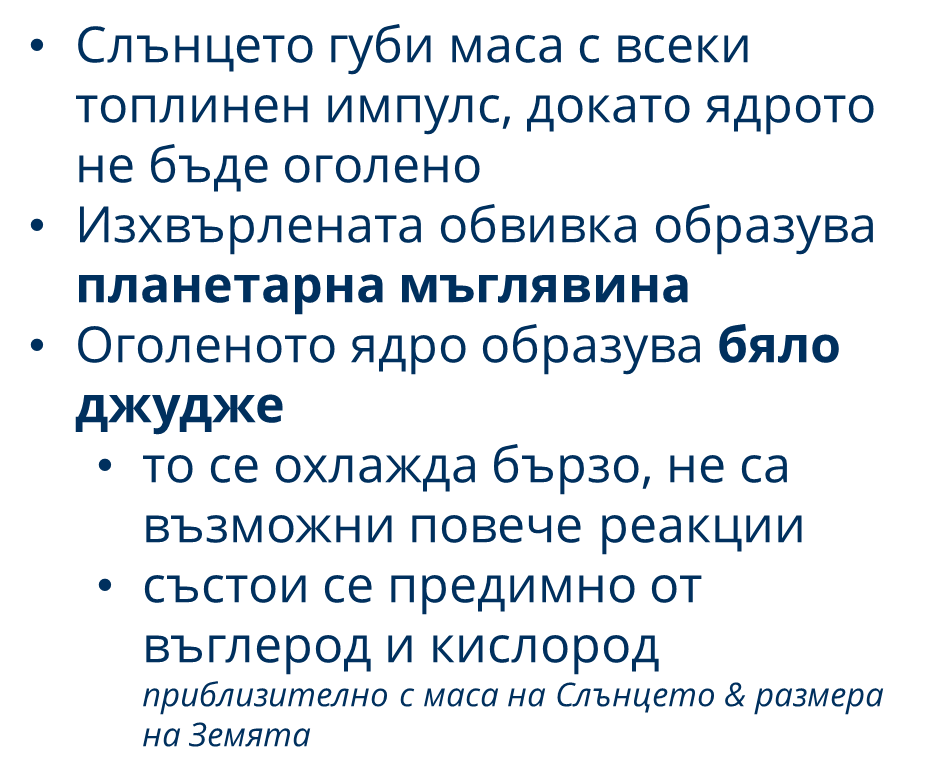 • Слънцето губи маса с всеки
топлинен импулс, докато ядрото
не бъде оголено
• Изхвърлената обвивка образува
планетарна мъглявина
• Оголеното ядро образува бяло
джудже
• то се охлажда бързо, не са
възможни повече реакции
• състои се предимно от
въглерод и кислород
приблизително с маса на Слънцето & размера
на Земята